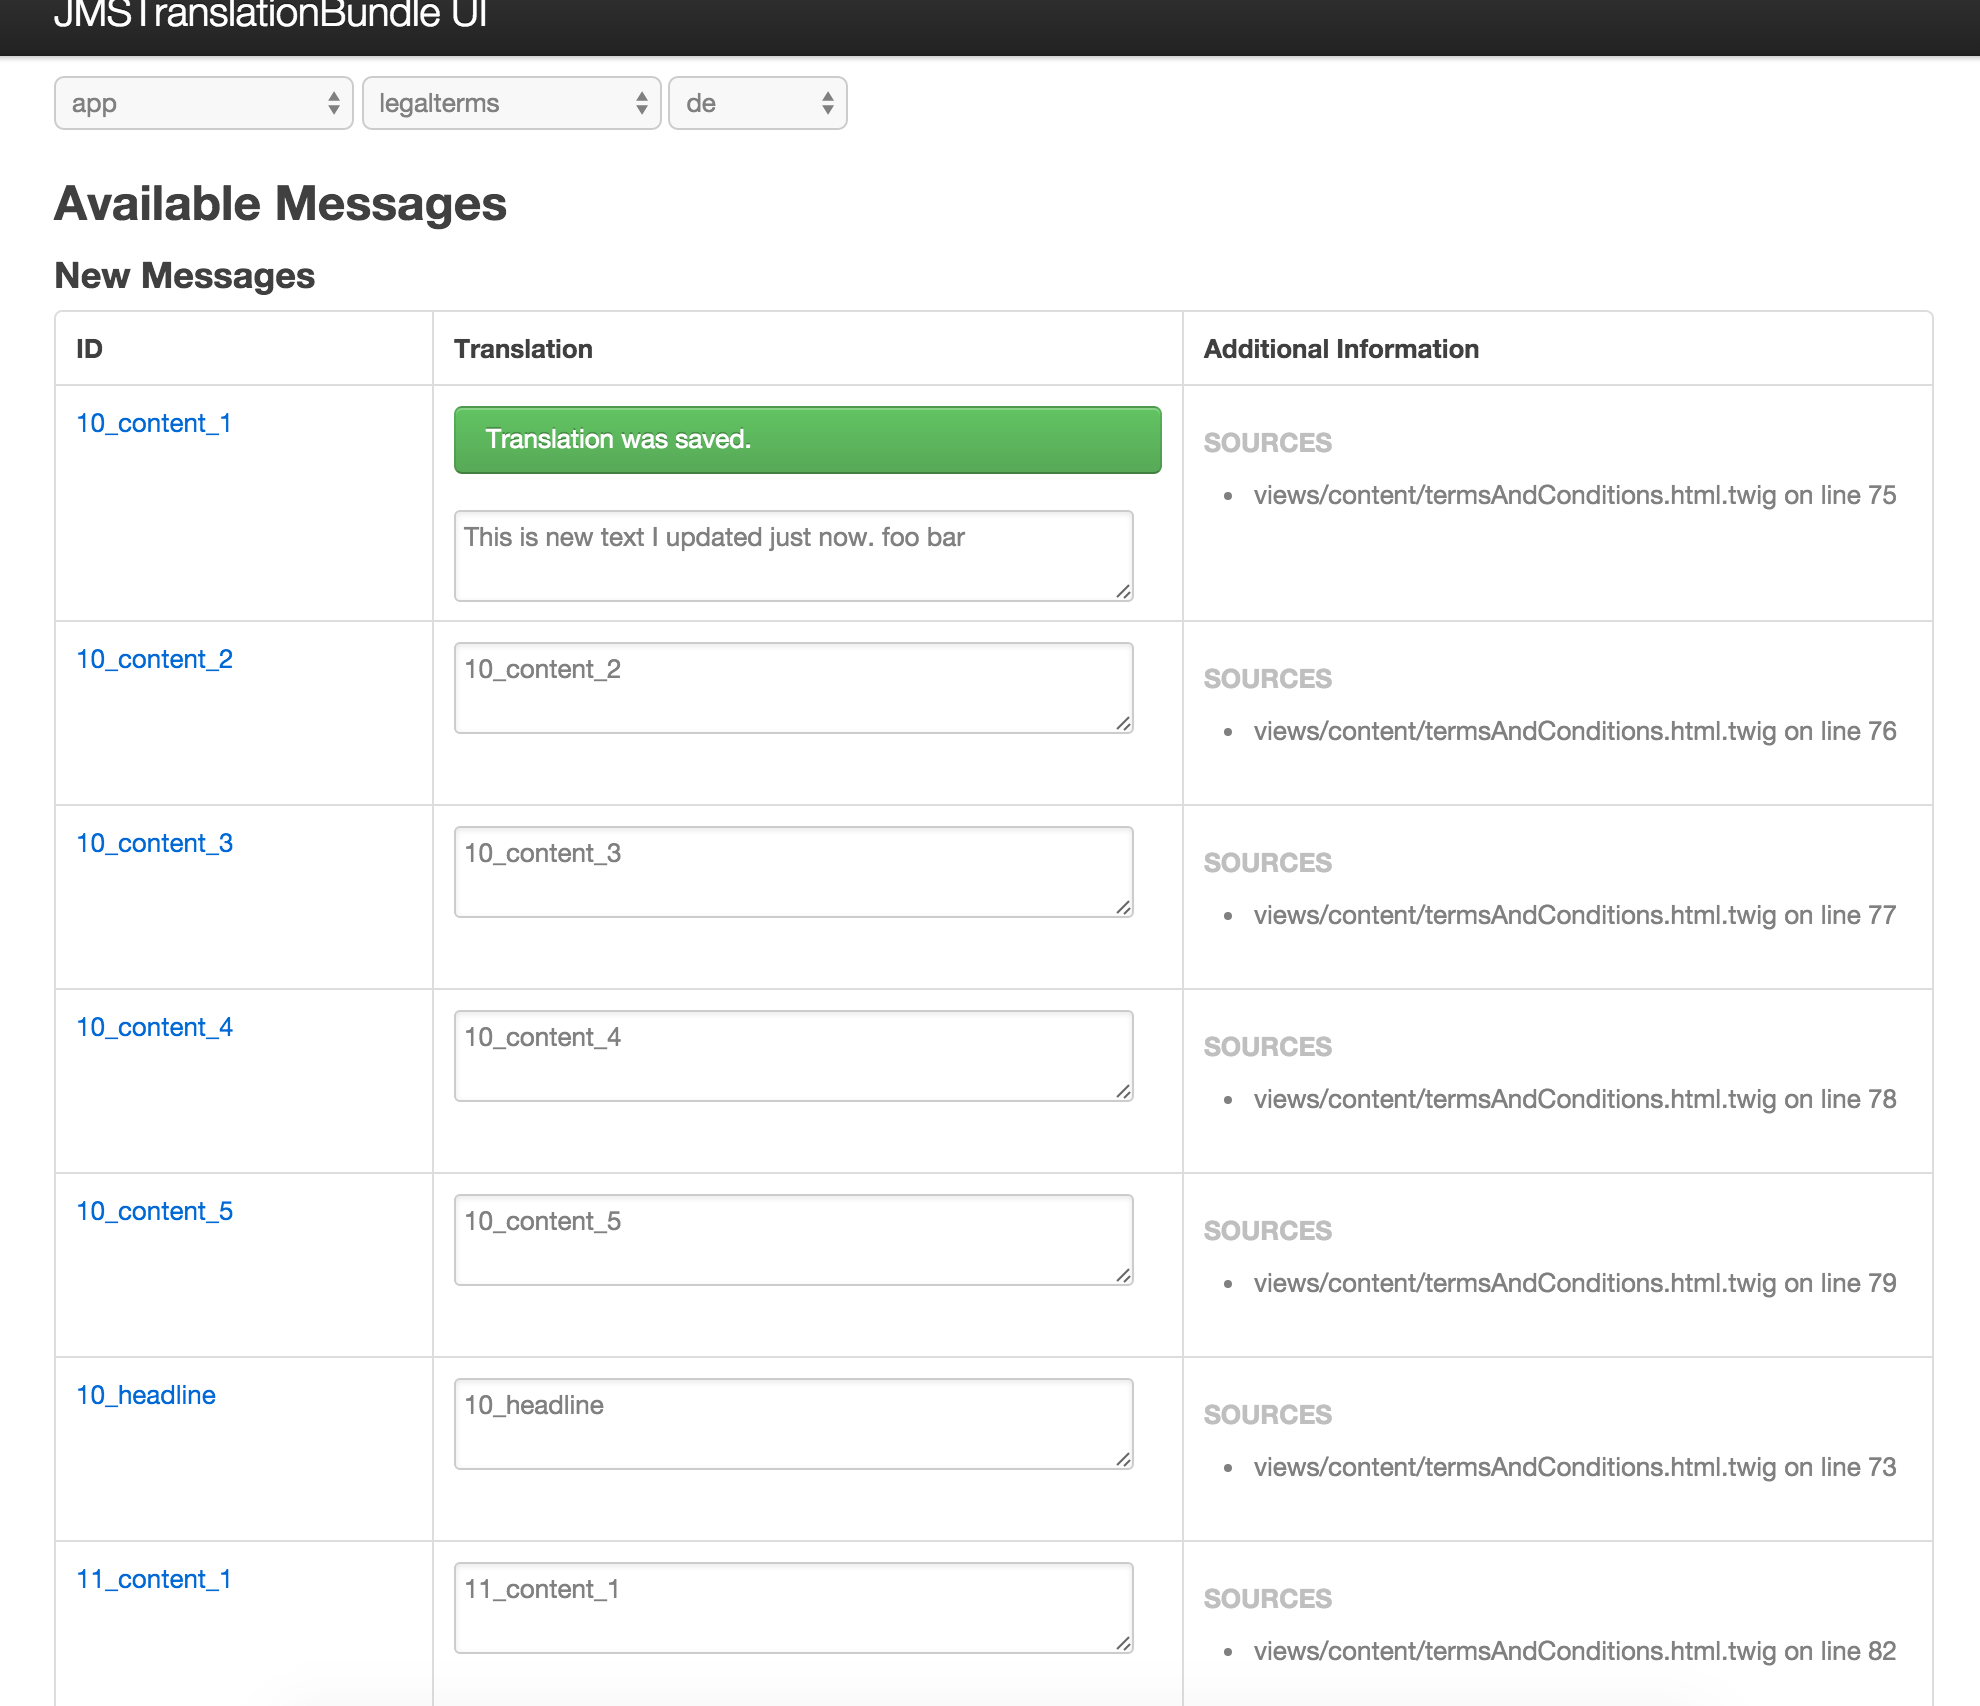 JMSTranslationBundle UI
app legalterms de
Available Messages
New Messages
ID Translation Additional Information
10_content_1
Translation was saved.
This is new text I updated just now. foo bar
SOURCES
views/content/termsAndConditions.html.twig on line 75
10_content_2
10_content_2
SOURCES
views/content/termsAndConditions.html.twig on line 76
10_content_3
10_content_3
SOURCES
views/content/termsAndConditions.html.twig on line 77
10_content_4
10_content_4
SOURCES
views/content/termsAndConditions.html.twig on line 78
10_content_5
10_content_5
SOURCES
views/content/termsAndConditions.html.twig on line 79
10_headline
10_headline
SOURCES
views/content/termsAndConditions.html.twig on line 73
11_content_1
11_content_1
SOURCES
views/content/termsAndConditions.html.twig on line 82